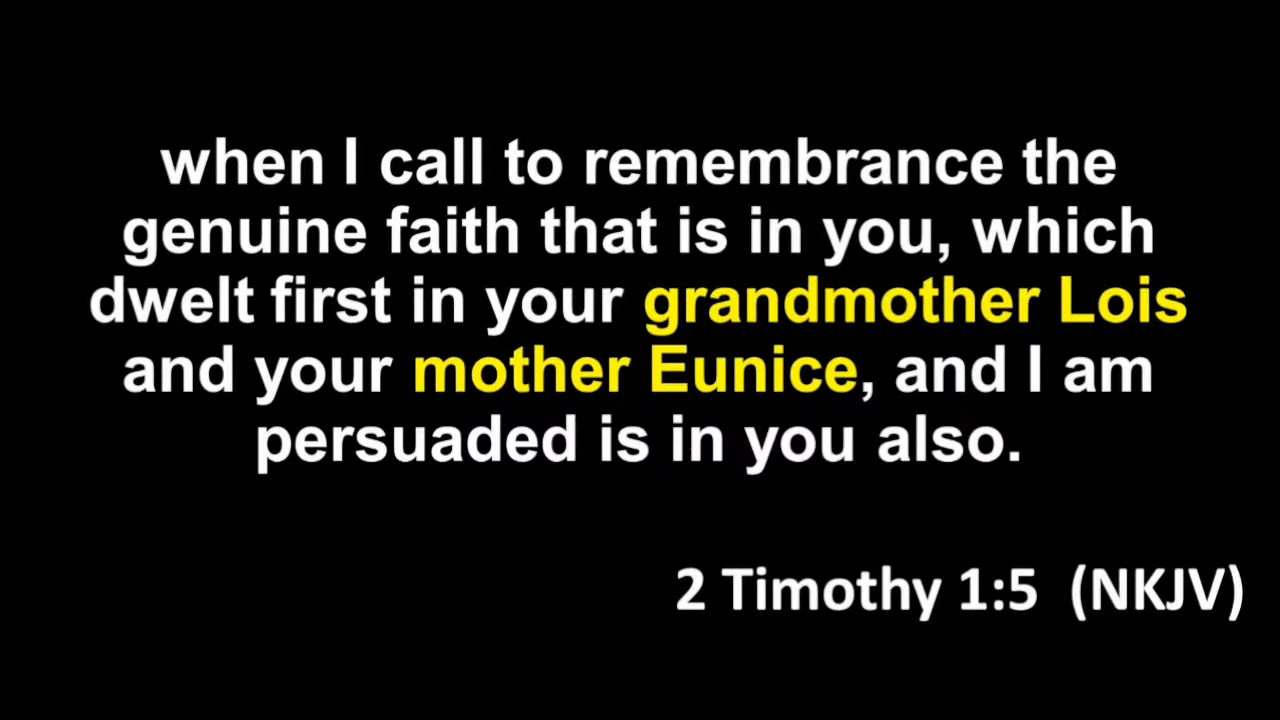 when I call to remembrance the
genuine faith that is in you, which
dwelt first in your grandmother Lois
and your mother Eunice, and I am
persuaded is in you also.
2 Timothy 1:5  (NKJV)